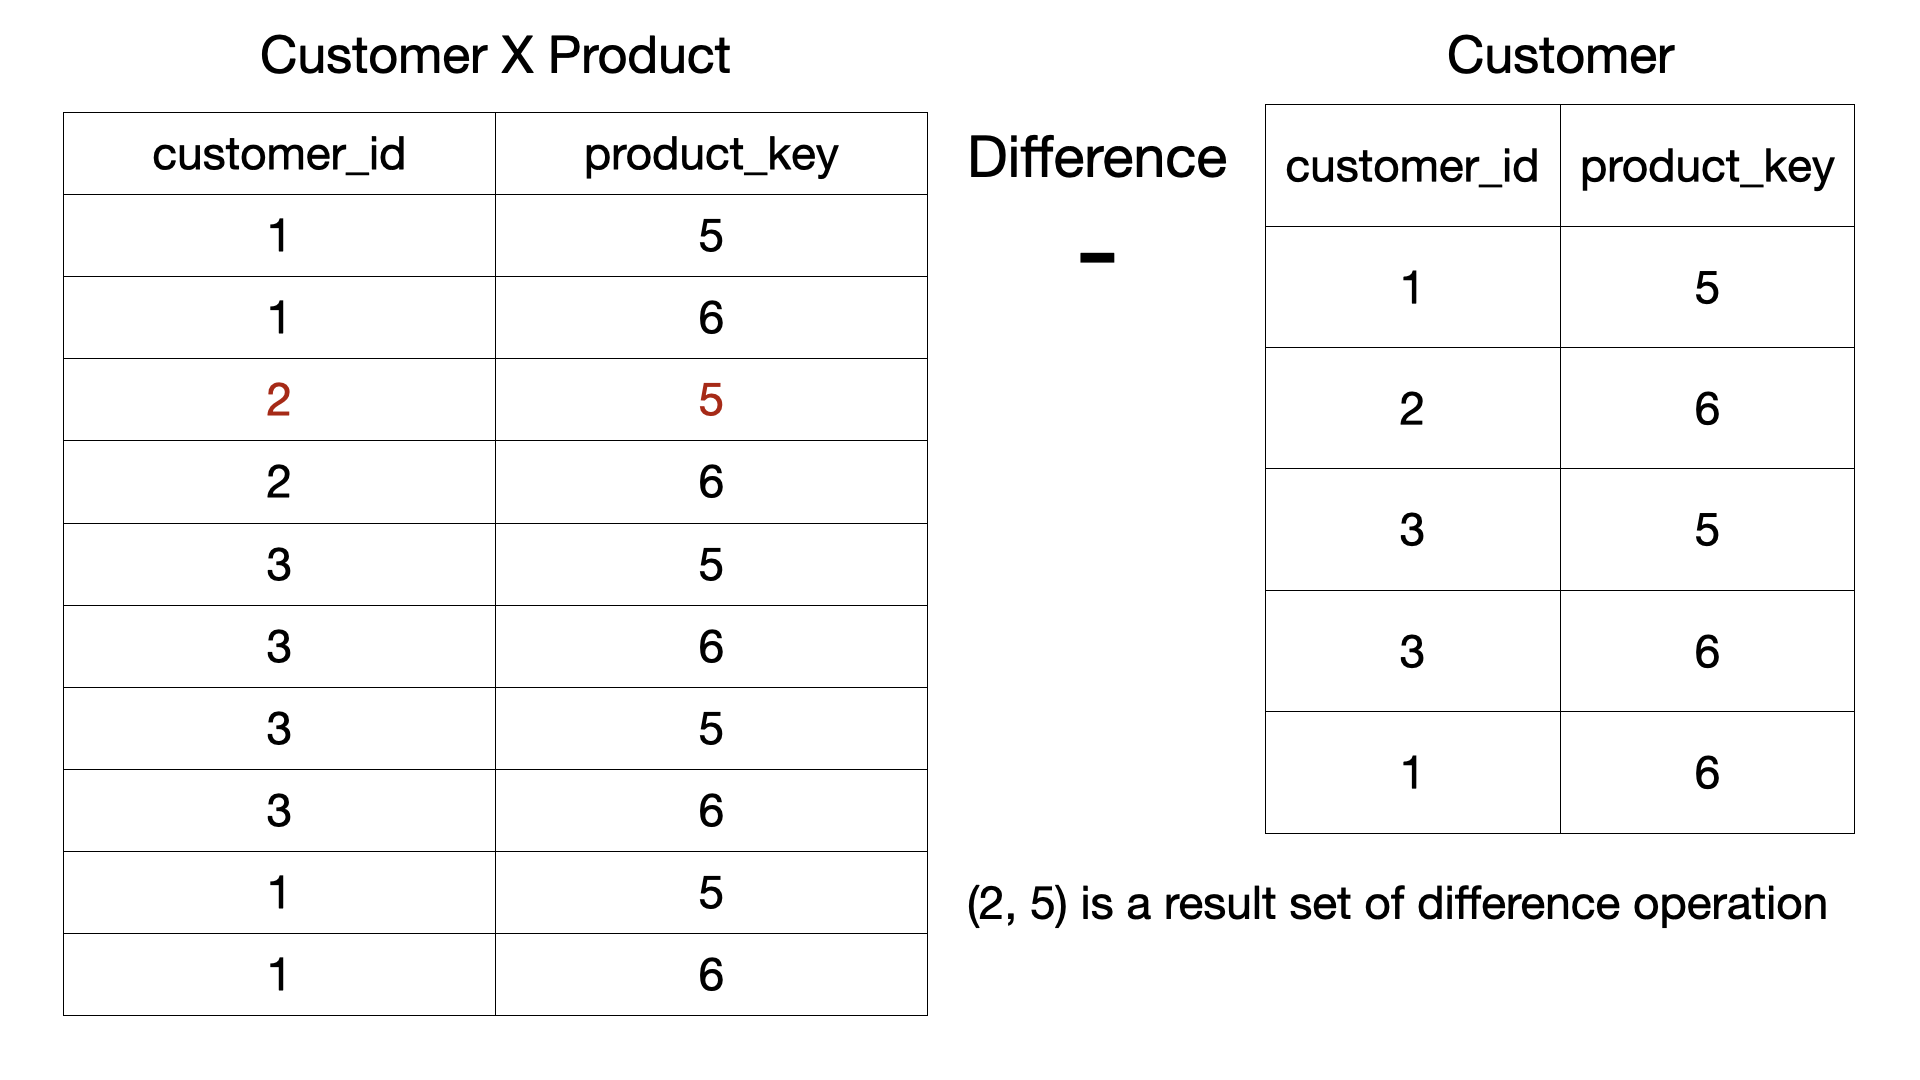 Customer X Product
customer_id product_key
1 5
1 6
2 5
2 6
3 5
3 6
3 5
3 6
1 5
1 6
Difference
-
Customer
customer_id product_key
1 5
2 6
3 5
3 6
1 6
(2, 5) is a result set of difference operation